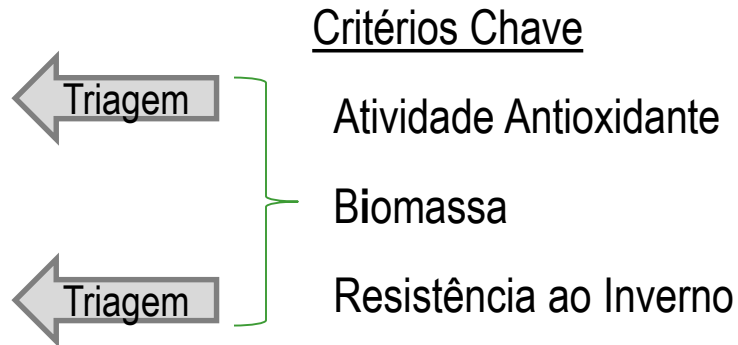 Critérios Chave
Triagem
Atividade Antioxidante
Biomassa
Triagem
Resistência ao Inverno